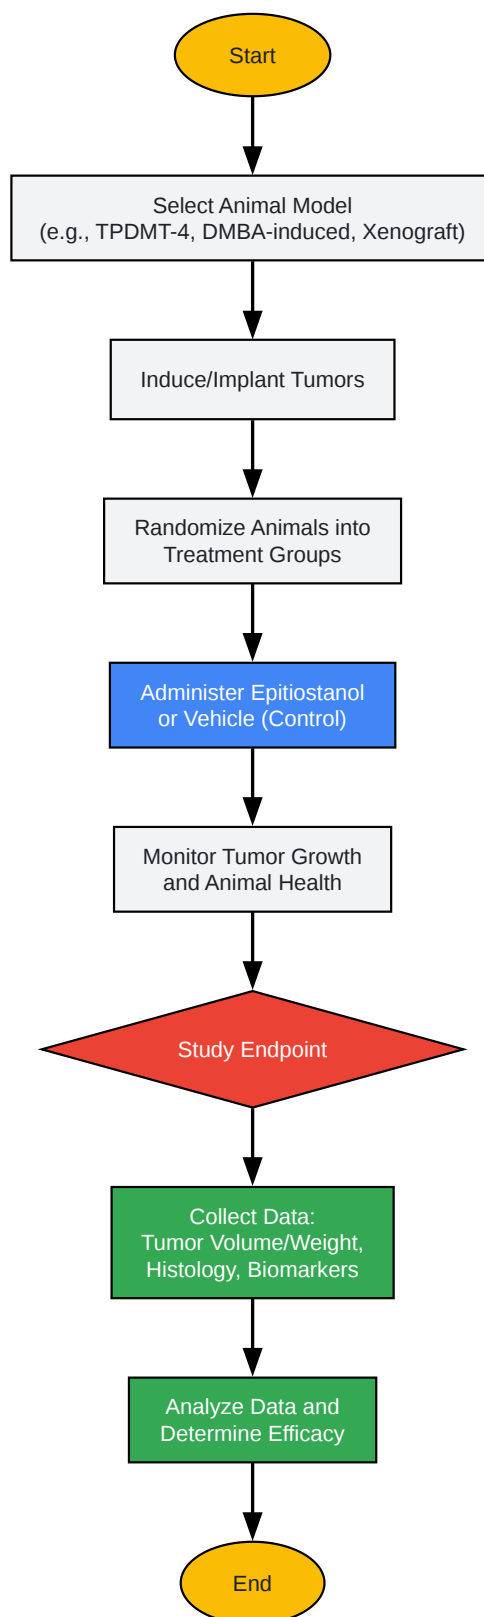 Start
Select Animal Model
(e.g., TPDMT-4, DMBA-induced, Xenograft)
Induce/Implant Tumors
Randomize Animals into
Treatment Groups
Administer Epitiostanol
or Vehicle (Control)
Monitor Tumor Growth
and Animal Health
Study Endpoint
Collect Data:
Tumor Volume/Weight,
Histology, Biomarkers
Analyze Data and
Determine Efficacy
End